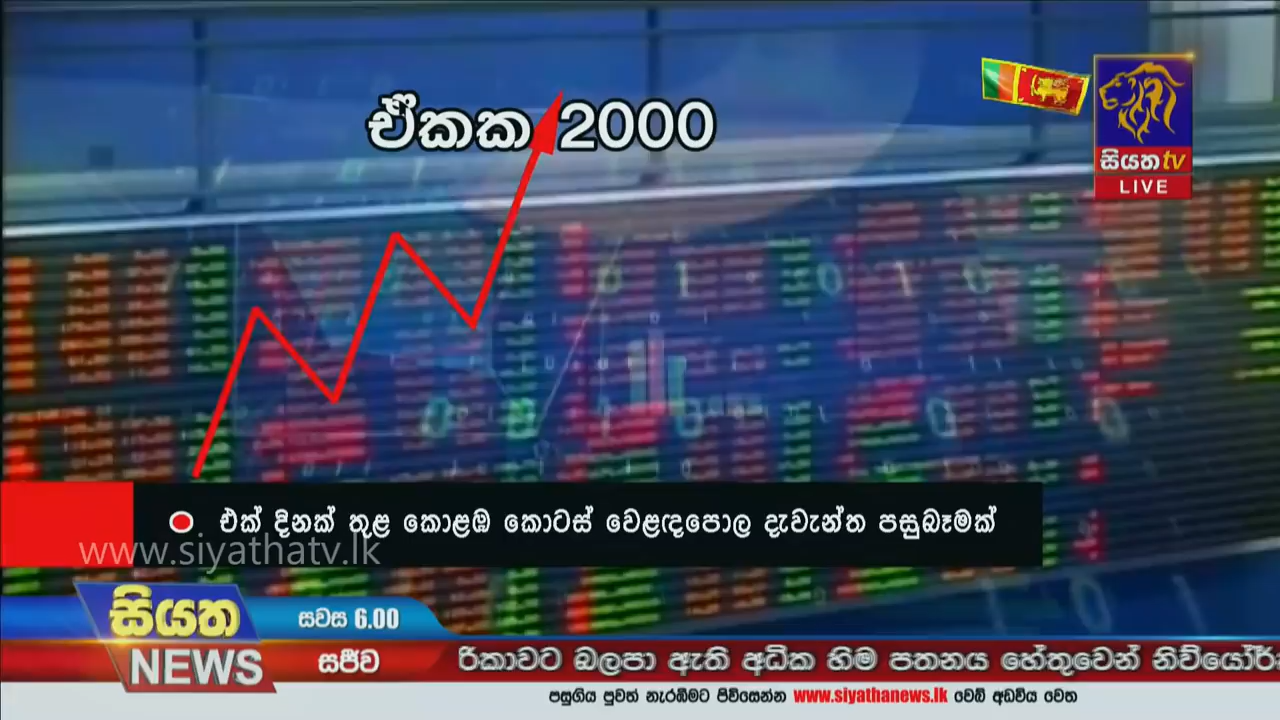 ඒකක 2000
සියත tv
LIVE
එක් දිනක් තුළ කොළඹ කොටස් වෙළඳපොල දැවැන්ත පසුබෑමක්
www.siyathatv.lk
සියත
NEWS
සවස 6.00
සජීව
රිකාවට බලපා ඇති අධික හිම පතනය හේතුවෙන් නිව්යෝර්
පසුගිය පුවත් නැරඹීමට පිවිසෙන්න www.siyathanews.lk වෙබ් අඩවිය වෙත